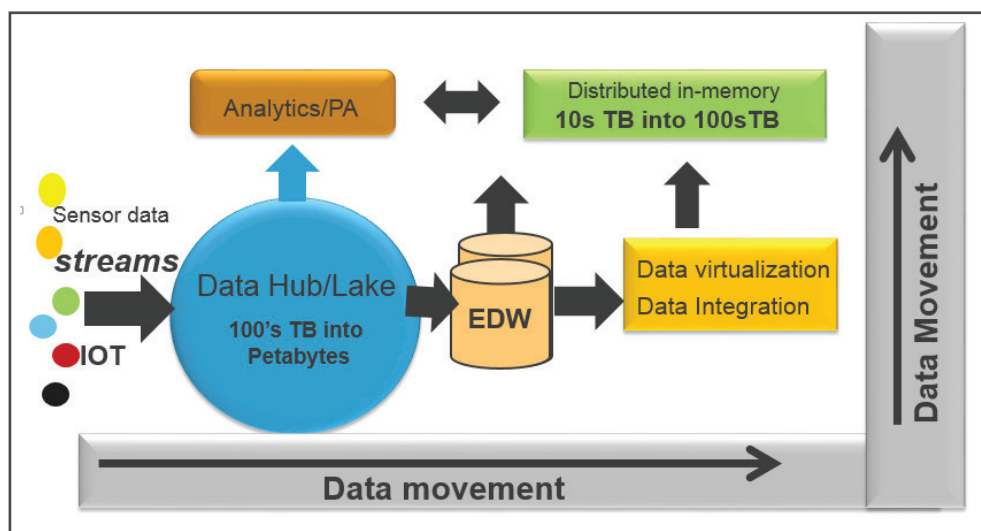 Analytics/PA
Distributed in-memory
10s TB into 100sTB
Sensor data
streams
IOT
Data Hub/Lake
100's TB into
Petabytes
EDW
Data virtualization
Data Integration
Data movement
Data Movement